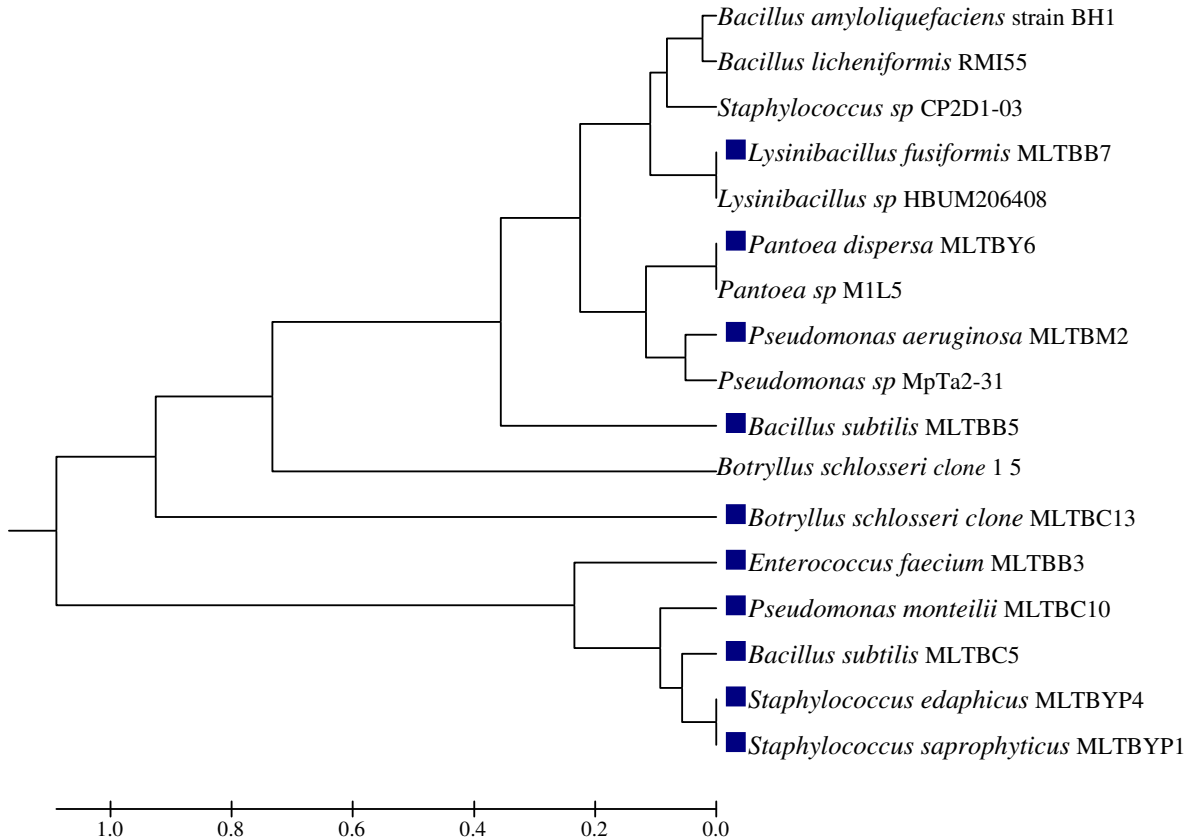 Bacillus amyloliquefaciens strain BH1
Bacillus licheniformis RMI55
Staphylococcus sp CP2D1-03
Lysinibacillus fusiformis MLTBB7
Lysinibacillus sp HBUM206408
Pantoea dispersa MLTBY6
Pantoea sp M1L5
Pseudomonas aeruginosa MLTBM2
Pseudomonas sp MpTa2-31
Bacillus subtilis MLTBB5
Botryllus schlosseri clone 1 5
Botryllus schlosseri clone MLTBC13
Enterococcus faecium MLTBB3
Pseudomonas monteilii MLTBC10
Bacillus subtilis MLTBC5
Staphylococcus edaphicus MLTBYP4
Staphylococcus saprophyticus MLTBYP1
1.0 0.8 0.6 0.4 0.2 0.0